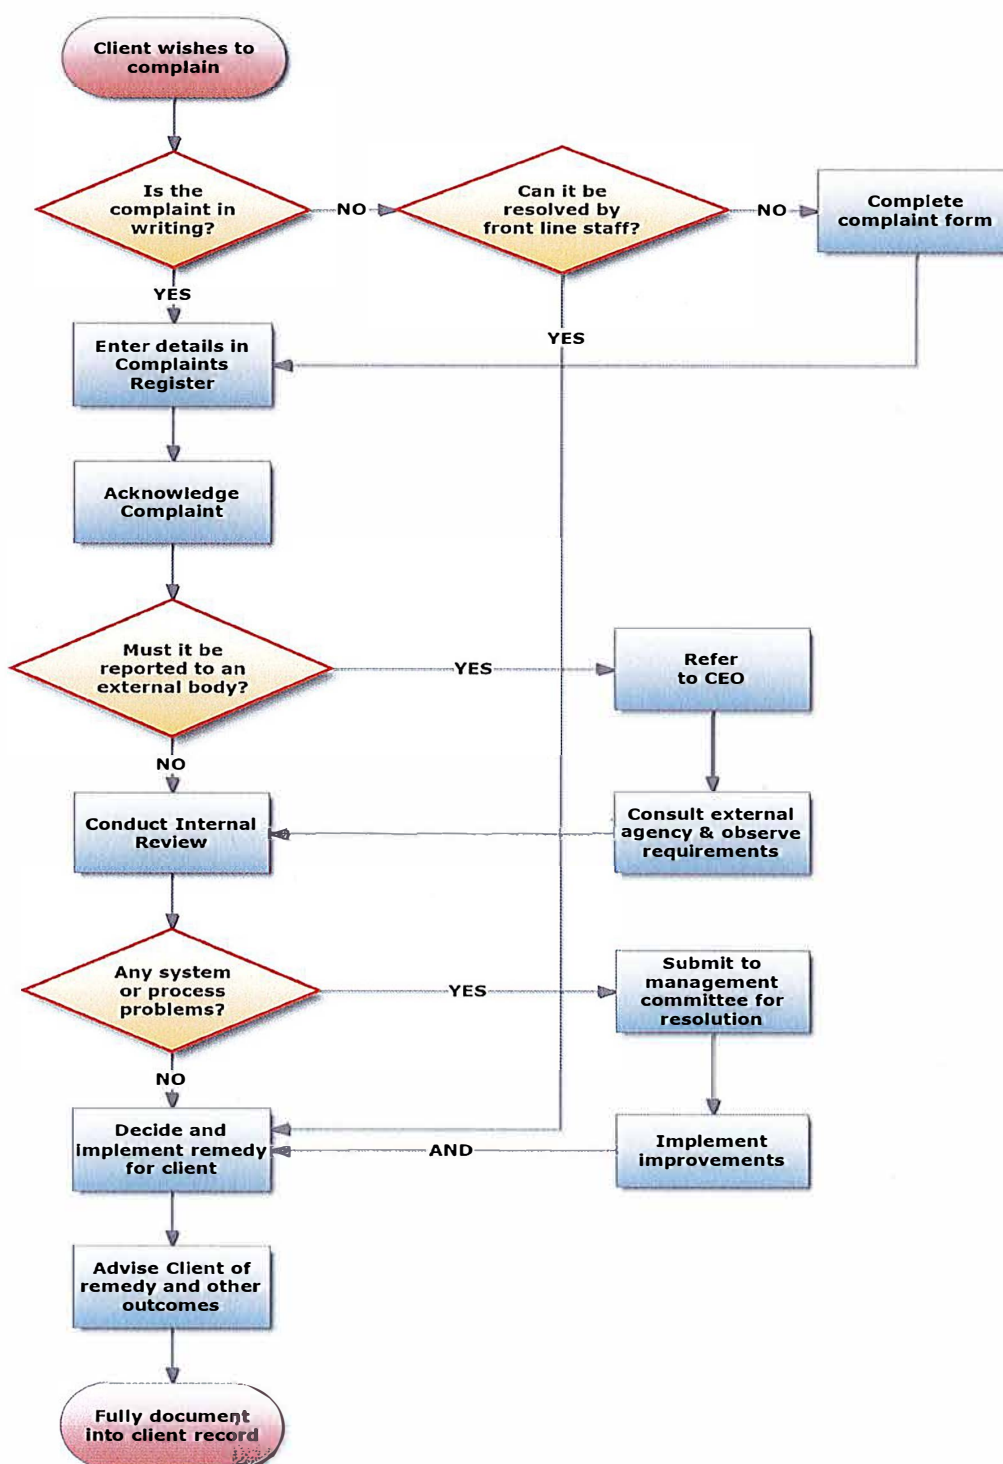 Client wishes to
complain
Is the
complaint in
writing?
NO
Can it be
resolved by
front line staff?
NO
Complete
complaint form
YES
Enter details in
Complaints
Register
YES
Acknowledge
Complaint
Must it be
reported to an
external body?
YES
Refer
to CEO
NO
Conduct Internal
Review
Consult external
agency & observe
requirements
Any system
or process
problems?
YES
Submit to
management
committee for
resolution
NO
Decide and
implement remedy
for client
AND
Implement
improvements
Advise Client of
remedy and other
outcomes
Fully document
into client record